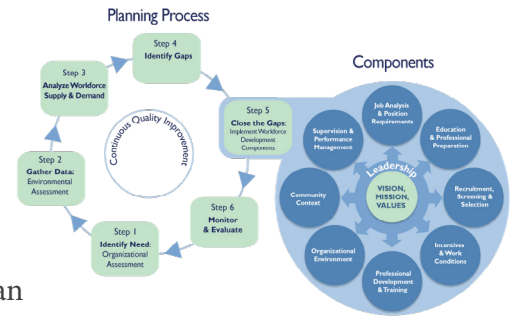 Planning Process
Step 4
Identify Gaps
Step 3
Analyze Workforce
Supply & Demand
Step 5
Close the Gaps:
Implement Workforce
Development
Components
Continuous Quality Improvement
Step 2
Gather Data:
Environmental
Assessment
Step 6
Monitor
& Evaluate
Step 1
Identify Need:
Organizational
Assessment
an
Components
Job Analysis
& Position
Requirements
Education
& Professional
Preparation
Recruitment,
Screening &
Selection
Incentives
& Work
Conditions
Professional
Development
& Training
Organizational
Environment
Community
Context
Supervision &
Performance
Management
Leadership
VISION,
MISSION,
VALUES